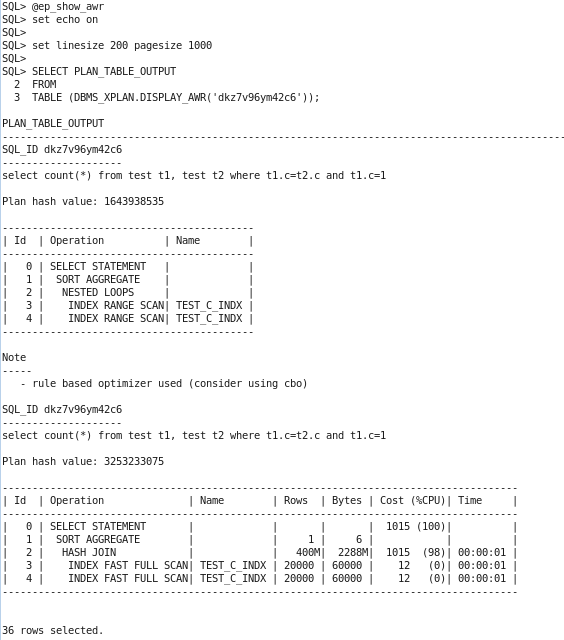 SQL> @ep_show_awr
SQL> set echo on
SQL>
SQL> set linesize 200 pagesize 1000
SQL>
SQL> SELECT PLAN_TABLE_OUTPUT
  2  FROM
  3  TABLE (DBMS_XPLAN.DISPLAY_AWR('dkz7v96ym42c6'));

PLAN_TABLE_OUTPUT
----------------------------------------------------------------------------------------------
SQL_ID dkz7v96ym42c6
--------------------
select count(*) from test t1, test t2 where t1.c=t2.c and t1.c=1

Plan hash value: 1643938535

------------------------------------------
| Id  | Operation          | Name        |
------------------------------------------
|   0 | SELECT STATEMENT   |             |
|   1 |  SORT AGGREGATE    |             |
|   2 |   NESTED LOOPS     |             |
|   3 |    INDEX RANGE SCAN| TEST_C_INDX |
|   4 |    INDEX RANGE SCAN| TEST_C_INDX |
------------------------------------------

Note
-----
   - rule based optimizer used (consider using cbo)

SQL_ID dkz7v96ym42c6
--------------------
select count(*) from test t1, test t2 where t1.c=t2.c and t1.c=1

Plan hash value: 3253233075

--------------------------------------------------------------------------------------
| Id  | Operation              | Name        | Rows  | Bytes | Cost (%CPU)| Time     |
--------------------------------------------------------------------------------------
|   0 | SELECT STATEMENT       |             |       |       |  1015 (100)|          |
|   1 |  SORT AGGREGATE        |             |     1 |     6 |            |          |
|   2 |   HASH JOIN            |             |   400M|  2288M|  1015  (98)| 00:00:01 |
|   3 |    INDEX FAST FULL SCAN| TEST_C_INDX | 20000 | 60000 |    12   (0)| 00:00:01 |
|   4 |    INDEX FAST FULL SCAN| TEST_C_INDX | 20000 | 60000 |    12   (0)| 00:00:01 |
--------------------------------------------------------------------------------------

36 rows selected.